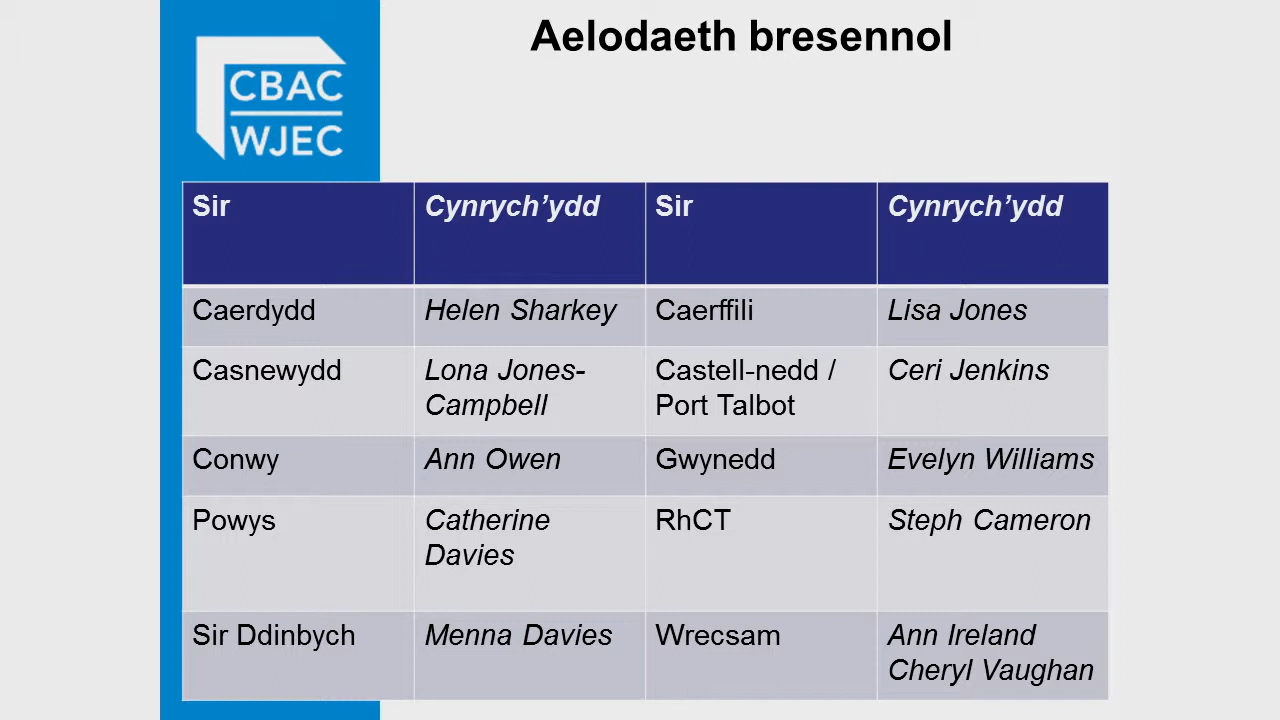 Aelodaeth bresennol
CBAC
WJEC
Sir Cynrych’ydd Sir Cynrych’ydd
Caerdydd Helen Sharkey Caerffili Lisa Jones
Casnewydd Lona Jones- Castell-nedd / Ceri Jenkins
Campbell Port Talbot
Conwy Ann Owen Gwynedd Evelyn Williams
Powys Catherine RhCT Steph Cameron
Davies
Sir Ddinbych Menna Davies Wrecsam Ann Ireland
Cheryl Vaughan